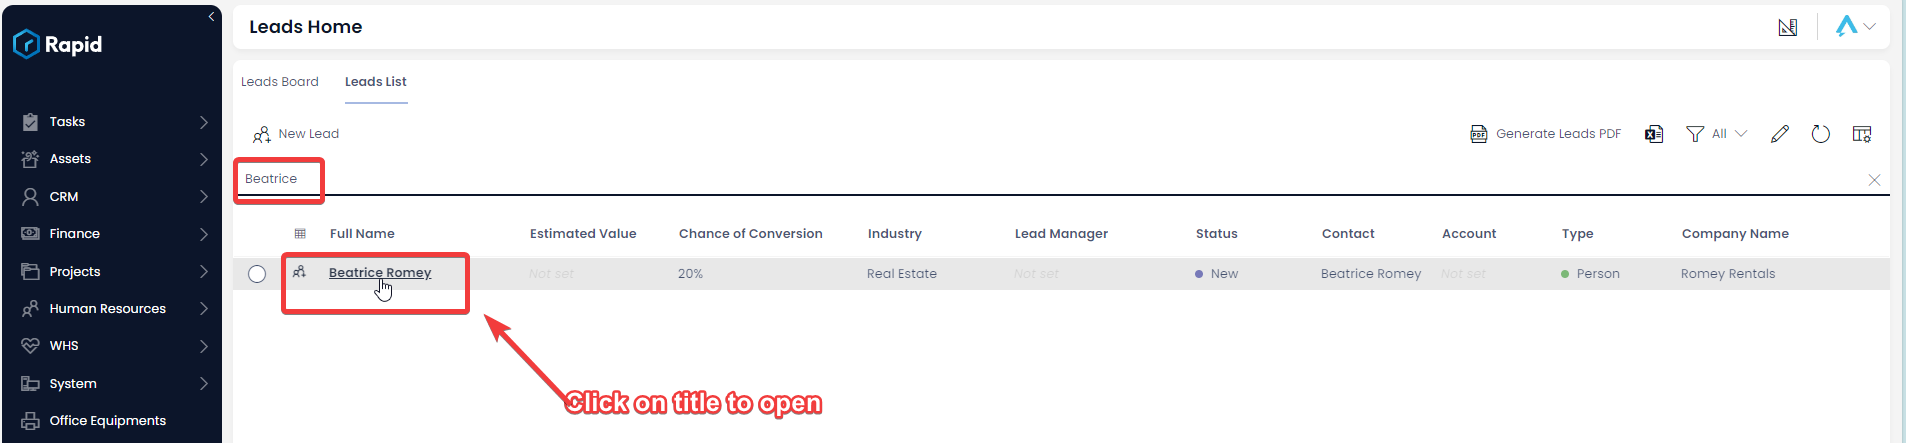 Rapid
Leads Home
Leads Board Leads List
New Lead
Generate Leads PDF
All
Beatrice
Tasks
Assets
CRM
Finance
Projects
Human Resources
WHS
System
Office Equipments
Full Name Estimated Value Chance of Conversion Industry Lead Manager Status Contact Account Type Company Name
Beatrice Romey Not set 20% Real Estate Not set New Beatrice Romey Not set Person Romey Rentals
Click on title to open